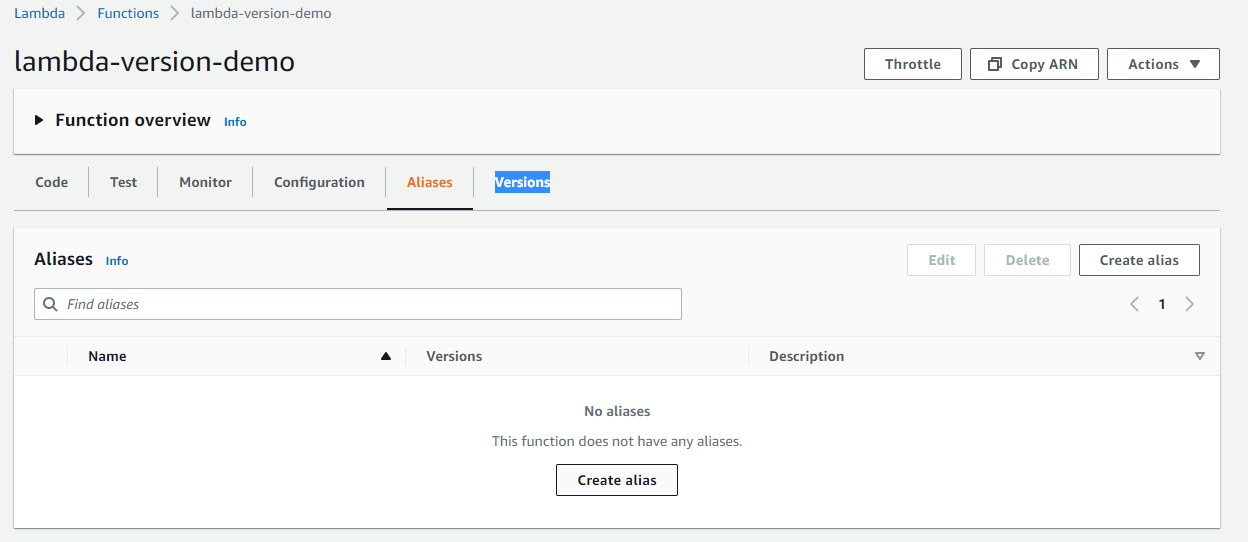 Lambda > Functions > lambda-version-demo
lambda-version-demo
Throttle Copy ARN Actions
Function overview Info
Code Test Monitor Configuration Aliases Versions
Aliases Info
Edit Delete Create alias
Find aliases
1
Name Versions Description
No aliases
This function does not have any aliases.
Create alias